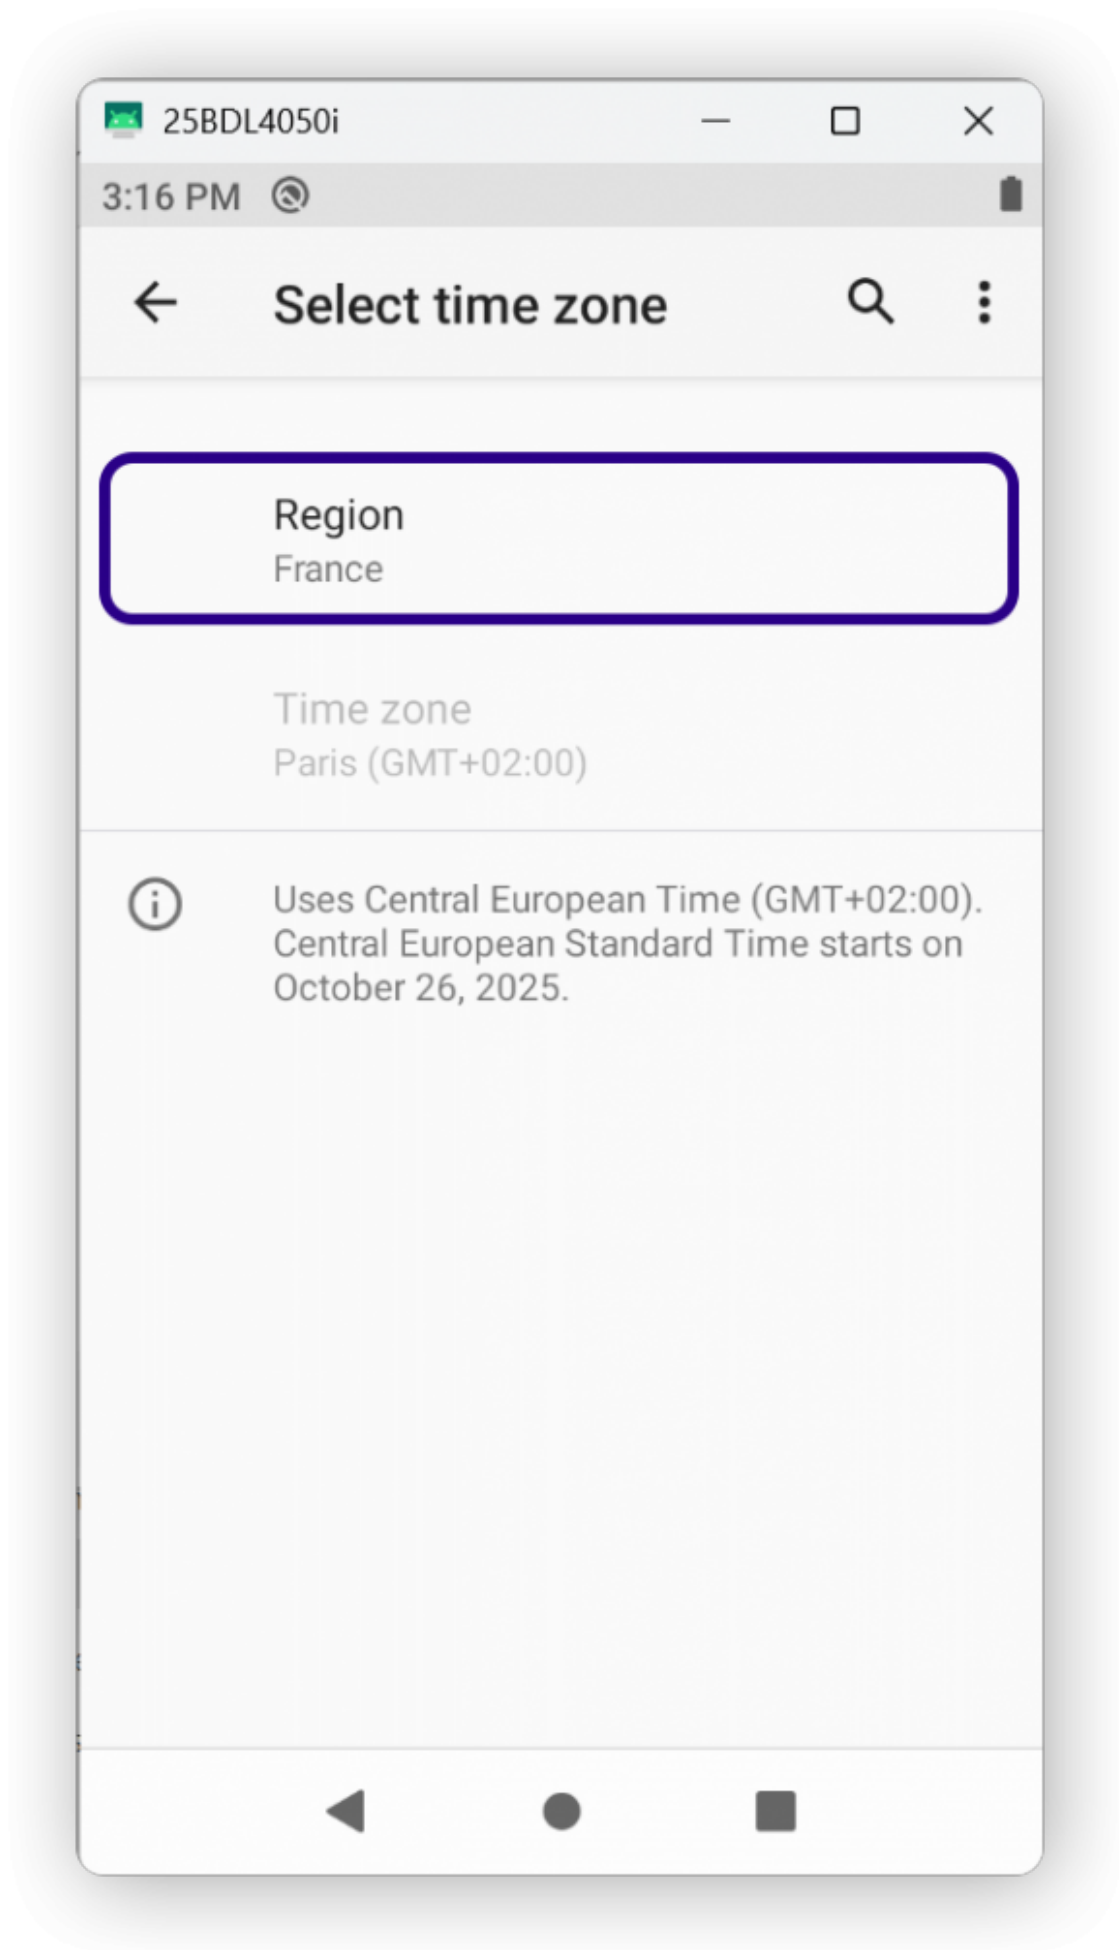 25BDL4050i
3:16 PM
Select time zone
Region
France
Time zone
Paris (GMT+02:00)
Uses Central European Time (GMT+02:00).
Central European Standard Time starts on
October 26, 2025.